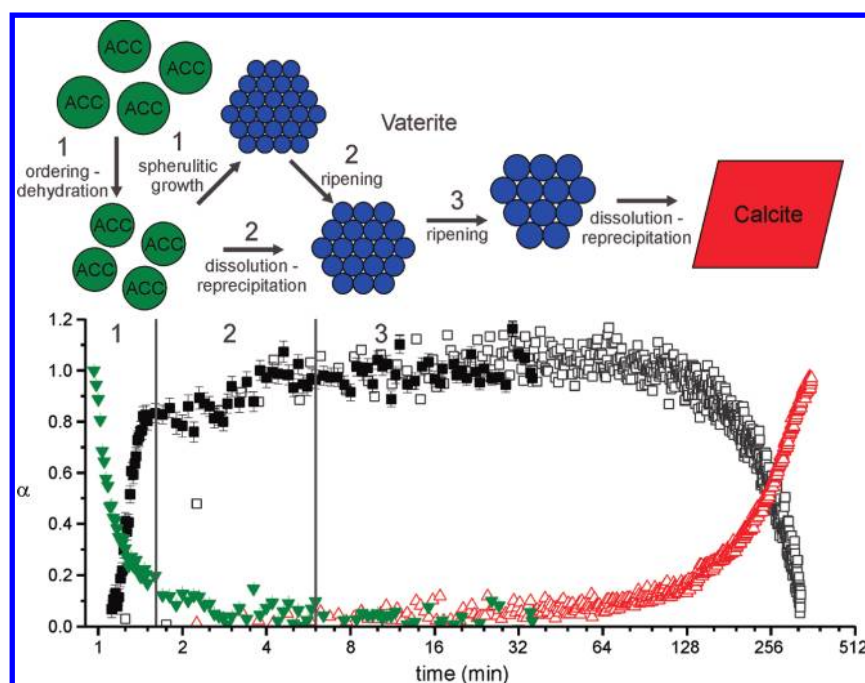 ACC
ACC
ACC
ACC
1
ordering -
dehydration
1
spherulitic
growth
Vaterite
2
ripening
ACC
ACC
ACC
ACC
2
dissolution -
reprecipitation
3
ripening
dissolution -
reprecipitation
Calcite
1 2 3
1.2
1.0
0.8
0.6
0.4
0.2
0.0
α
1 2 4 8 16 32 64 128 256 512
time (min)